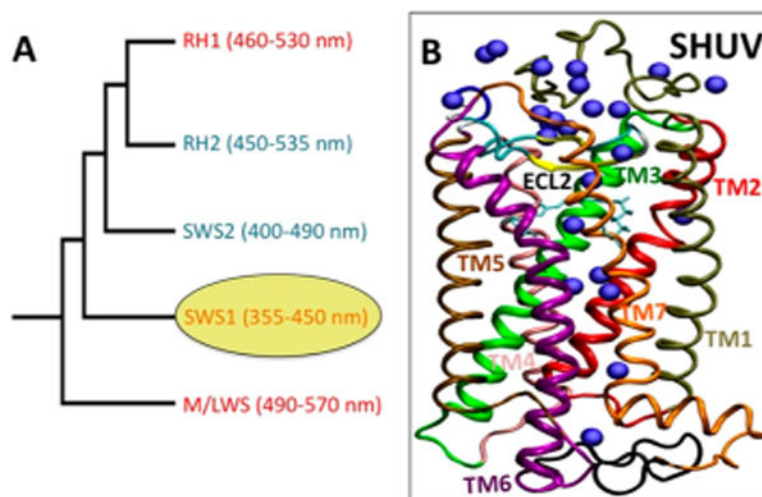 A
RH1 (460-530 nm)
RH2 (450-535 nm)
SWS2 (400-490 nm)
SWS1 (355-450 nm)
M/LWS (490-570 nm)
B
SHUV
ECL2
TM3
TM2
TM5
TM7
TM1
TM4
TM6